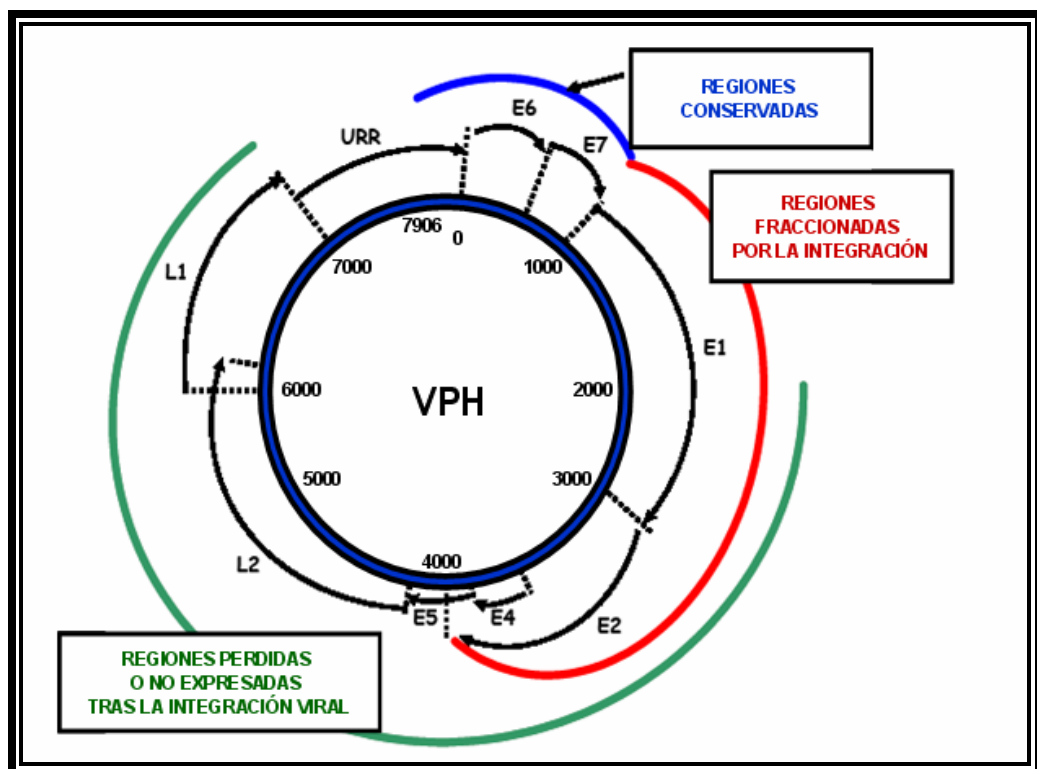 REGIONES
CONSERVADAS
E6
URR
E7
REGIONES
FRACCIONADAS
POR LA INTEGRACIÓN
7906
0
7000
1000
L1
E1
6000
VPH
2000
5000
3000
4000
L2
E5
E4
E2
REGIONES PERDIDAS
O NO EXPRESADAS
TRAS LA INTEGRACIÓN VIRAL